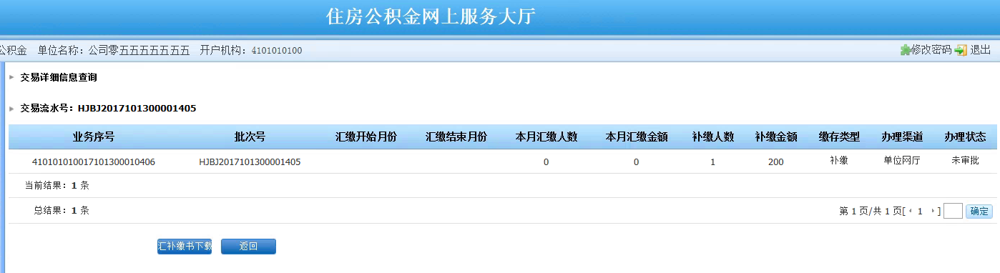 住房公积金网上服务大厅
公积金 单位名称：公司零五五五五五五五 开户机构：4101010100 修改密码 退出
交易详细信息查询
交易流水号：HJBJ2017101300001405
业务序号 批次号 汇缴开始月份 汇缴结束月份 本月汇缴人数 本月汇缴金额 补缴人数 补缴金额 缴存类型 办理渠道 办理状态
410101010017101300010406 HJBJ2017101300001405 0 0 1 200 补缴 单位网厅 未审批
当前结果：1 条
总结果：1 条 第 1 页/共 1 页[ 1 ] 确定
汇补缴书下载 返回